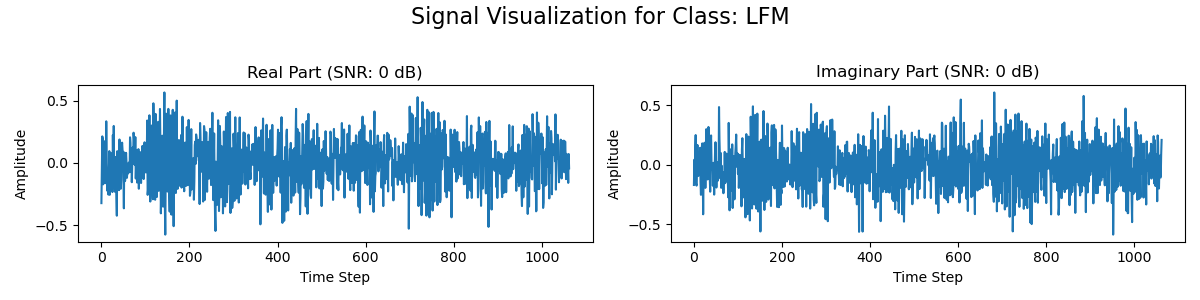 Signal Visualization for Class: LFM
Real Part (SNR: 0 dB)
0.5
0.0
−0.5
Amplitude
0 200 400 600 800 1000
Time Step
Imaginary Part (SNR: 0 dB)
0.5
0.0
−0.5
Amplitude
0 200 400 600 800 1000
Time Step